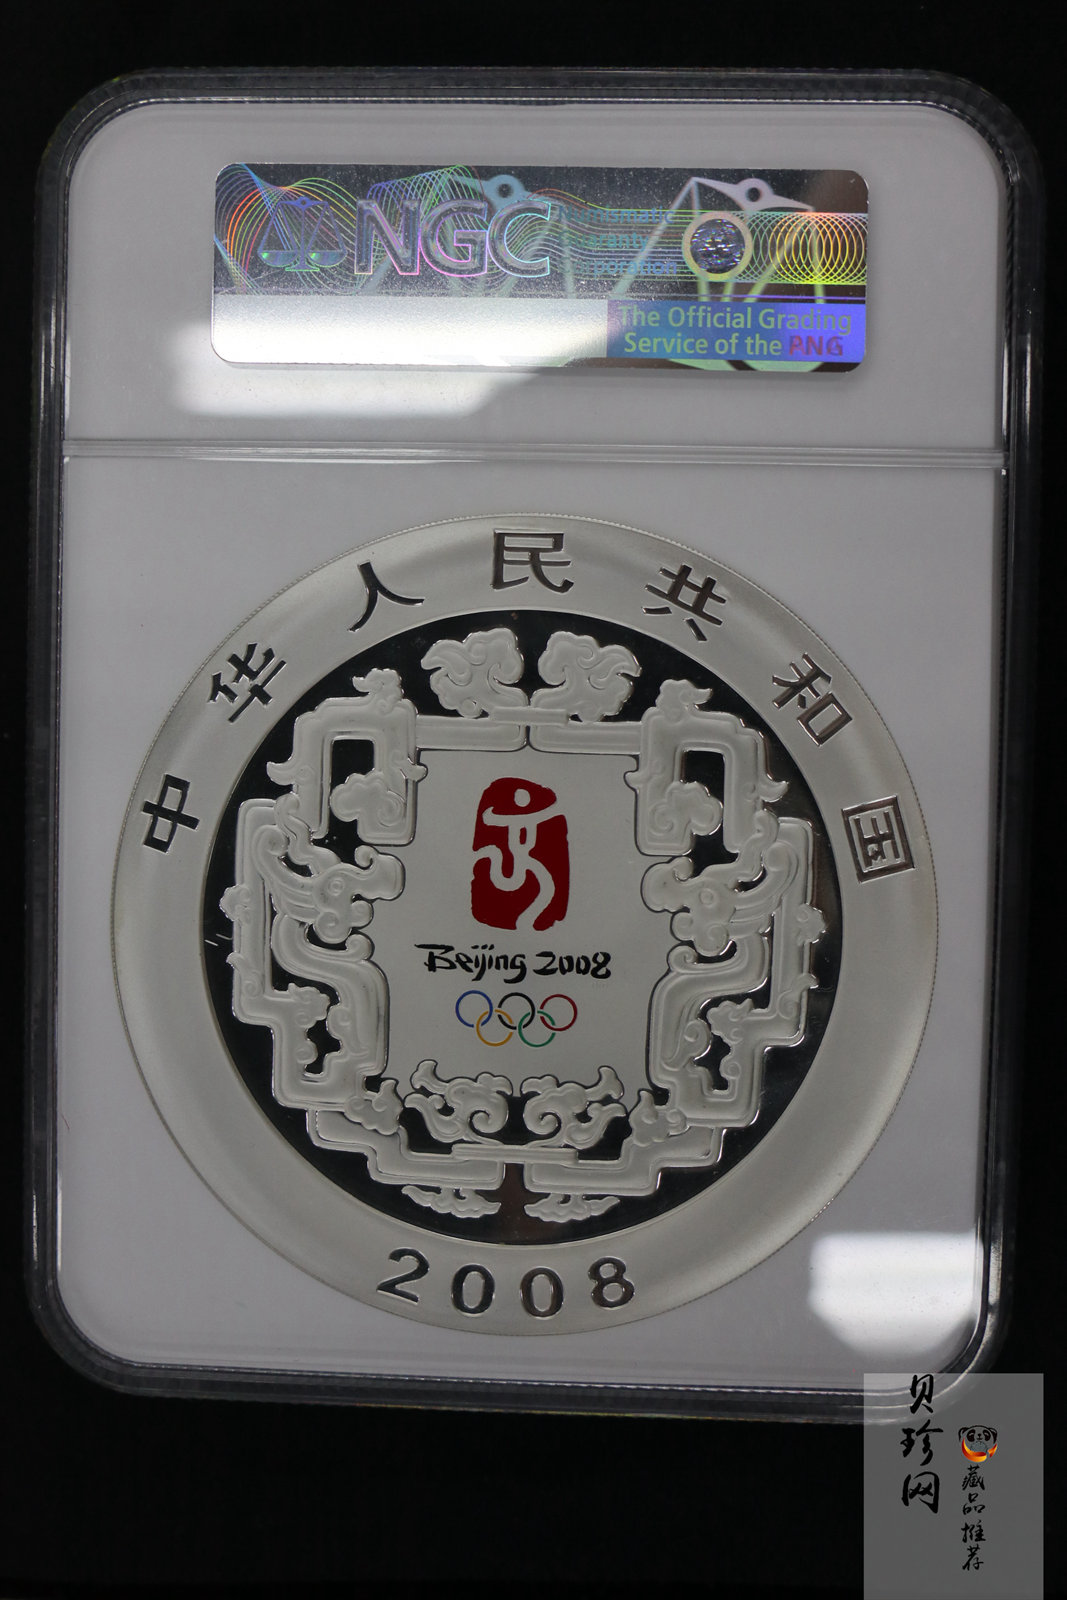 NGC
Numismatic
Guaranty
Corporation
The Official Grading
Service of the PNG
中华人民共和国
Beijing 2008
2008
贝珍网
藏品推荐